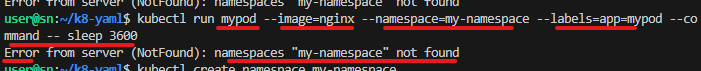 Error from server (NotFound): namespaces "my-namespace" not found
user@sn:~/k8-yaml$ kubectl run mypod --image=nginx --namespace=my-namespace --labels=app=mypod --co
mmand -- sleep 3600
Error from server (NotFound): namespaces "my-namespace" not found
user@sn:~/k8-yaml$ kubectl create namespace my-namespace